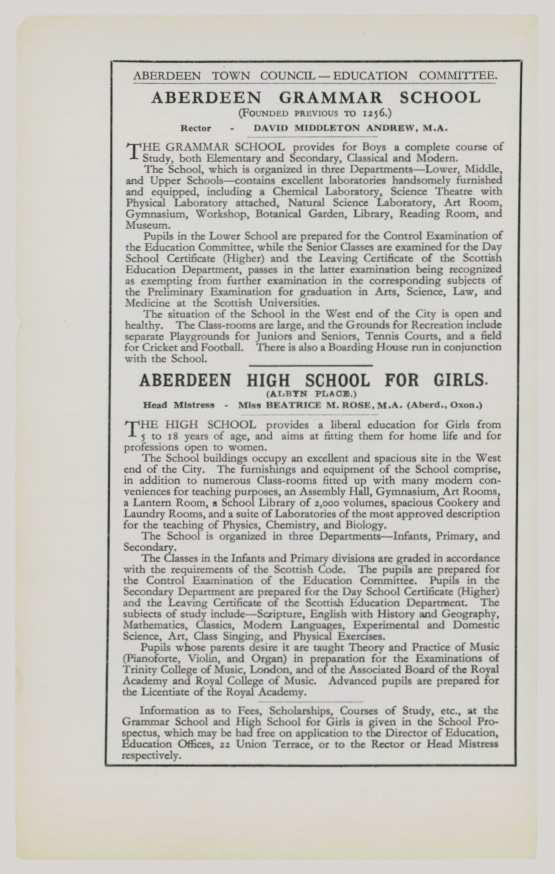 ABERDEEN TOWN COUNCIL — EDUCATION COMMITTEE.
ABERDEEN GRAMMAR SCHOOL
(FOUNDED PREVIOUS TO 1256.)
Rector - DAVID MIDDLETON ANDREW, M.A.
THE GRAMMAR SCHOOL provides for Boys a complete course of
Study, both Elementary and Secondary, Classical and Modern.
The School, which is organized in three Departments—Lower, Middle,
and Upper Schools—contains excellent laboratories handsomely furnished
and equipped, including a Chemical Laboratory, Science Theatre with
Physical Laboratory attached, Natural Science Laboratory, Art Room,
Gymnasium, Workshop, Botanical Garden, Library, Reading Room, and
Museum.
Pupils in the Lower School are prepared for the Control Examination of
the Education Committee, while the Senior Classes are examined for the Day
School Certificate (Higher) and the Leaving Certificate of the Scottish
Education Department, passes in the latter examination being recognized
as exempting from further examination in the corresponding subjects of
the Preliminary Examination for graduation in Arts, Science, Law, and
Medicine at the Scottish Universities.
The situation of the School in the West end of the City is open and
healthy. The Class-rooms are large, and the Grounds for Recreation include
separate Playgrounds for Juniors and Seniors, Tennis Courts, and a field
for Cricket and Football. There is also a Boarding House run in conjunction
with the School.
ABERDEEN HIGH SCHOOL FOR GIRLS.
(ALBYN PLACE.)
Head Mistress - Miss BEATRICE M. ROSE, M.A. (Aberd., Oxon.)
THE HIGH SCHOOL provides a liberal education for Girls from
5 to 18 years of age, and aims at fitting them for home life and for
professions open to women.
The School buildings occupy an excellent and spacious site in the West
end of the City. The furnishings and equipment of the School comprise,
in addition to numerous Class-rooms fitted up with many modern con-
veniences for teaching purposes, an Assembly Hall, Gymnasium, Art Rooms,
a Lantern Room, a School Library of 2,000 volumes, spacious Cookery and
Laundry Rooms, and a suite of Laboratories of the most approved description
for the teaching of Physics, Chemistry, and Biology.
The School is organized in three Departments—Infants, Primary, and
Secondary.
The Classes in the Infants and Primary divisions are graded in accordance
with the requirements of the Scottish Code. The pupils are prepared for
the Control Examination of the Education Committee. Pupils in the
Secondary Department are prepared for the Day School Certificate (Higher)
and the Leaving Certificate of the Scottish Education Department. The
subjects of study include—Scripture, English with History and Geography,
Mathematics, Classics, Modern Languages, Experimental and Domestic
Science, Art, Class Singing, and Physical Exercises.
Pupils whose parents desire it are taught Theory and Practice of Music
(Pianoforte, Violin, and Organ) in preparation for the Examinations of
Trinity College of Music, London, and of the Associated Board of the Royal
Academy and Royal College of Music. Advanced pupils are prepared for
the Licentiate of the Royal Academy.
Information as to Fees, Scholarships, Courses of Study, etc., at the
Grammar School and High School for Girls is given in the School Pro-
spectus, which may be had free on application to the Director of Education,
Education Offices, 22 Union Terrace, or to the Rector or Head Mistress
respectively.